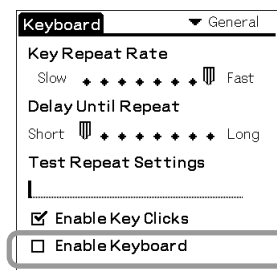 Keyboard General
Key Repeat Rate
Slow Fast
Delay Until Repeat
Short Long
Test Repeat Settings
Enable Key Clicks
Enable Keyboard